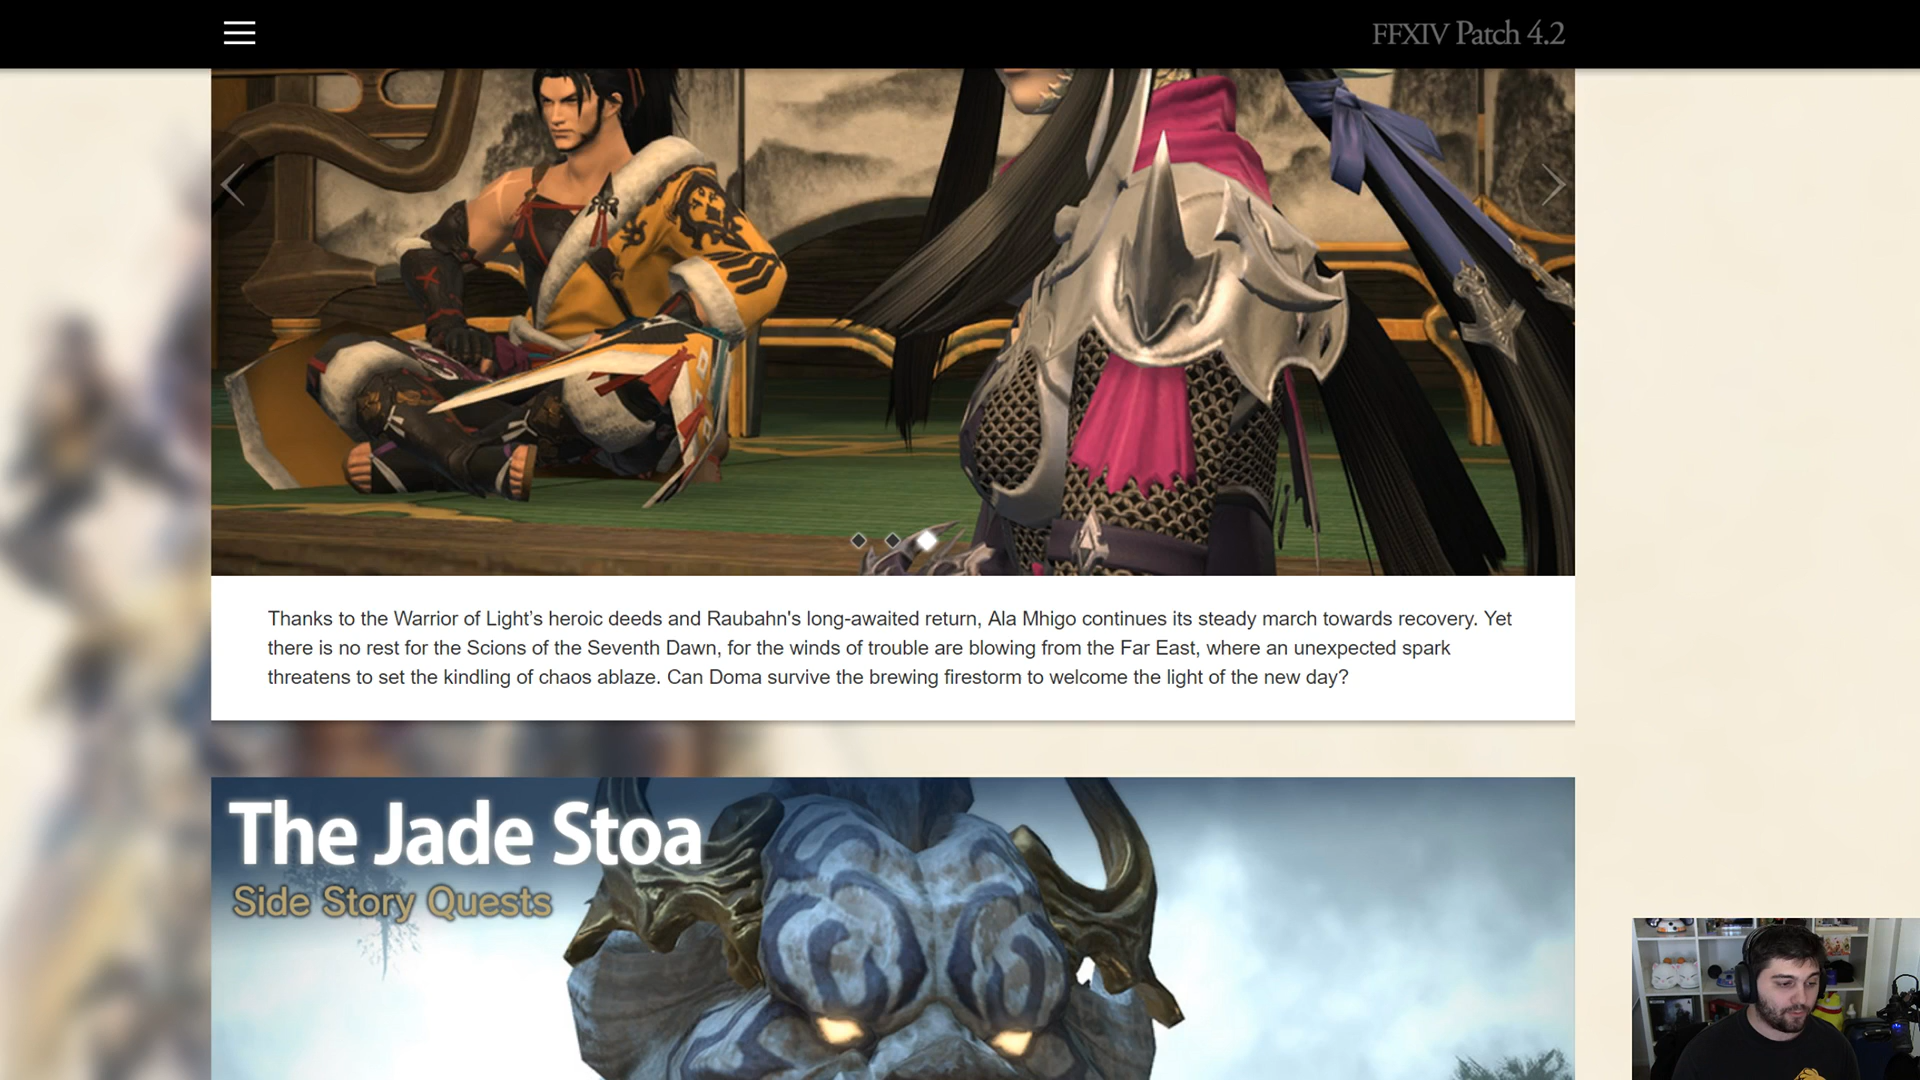 FFXIV Patch 4.2
Thanks to the Warrior of Light’s heroic deeds and Raubahn's long-awaited return, Ala Mhigo continues its steady march towards recovery. Yet
there is no rest for the Scions of the Seventh Dawn, for the winds of trouble are blowing from the Far East, where an unexpected spark
threatens to set the kindling of chaos ablaze. Can Doma survive the brewing firestorm to welcome the light of the new day?
The Jade Stoa
Side Story Quests